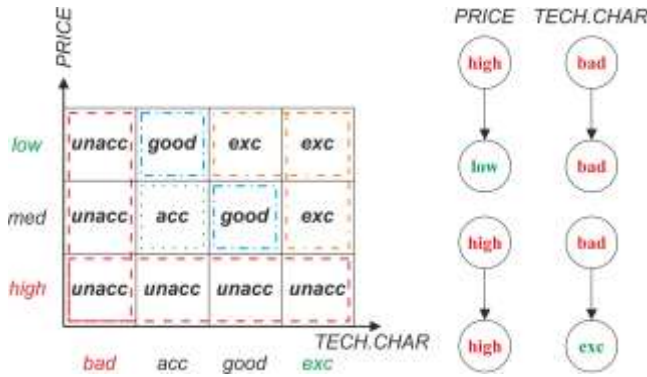 PRICE TECH.CHAR
PRICE
high bad
low unacc good exc exc
low bad
med unacc acc good exc
high bad
high unacc unacc unacc unacc
TECH.CHAR
high exc
bad acc good exc